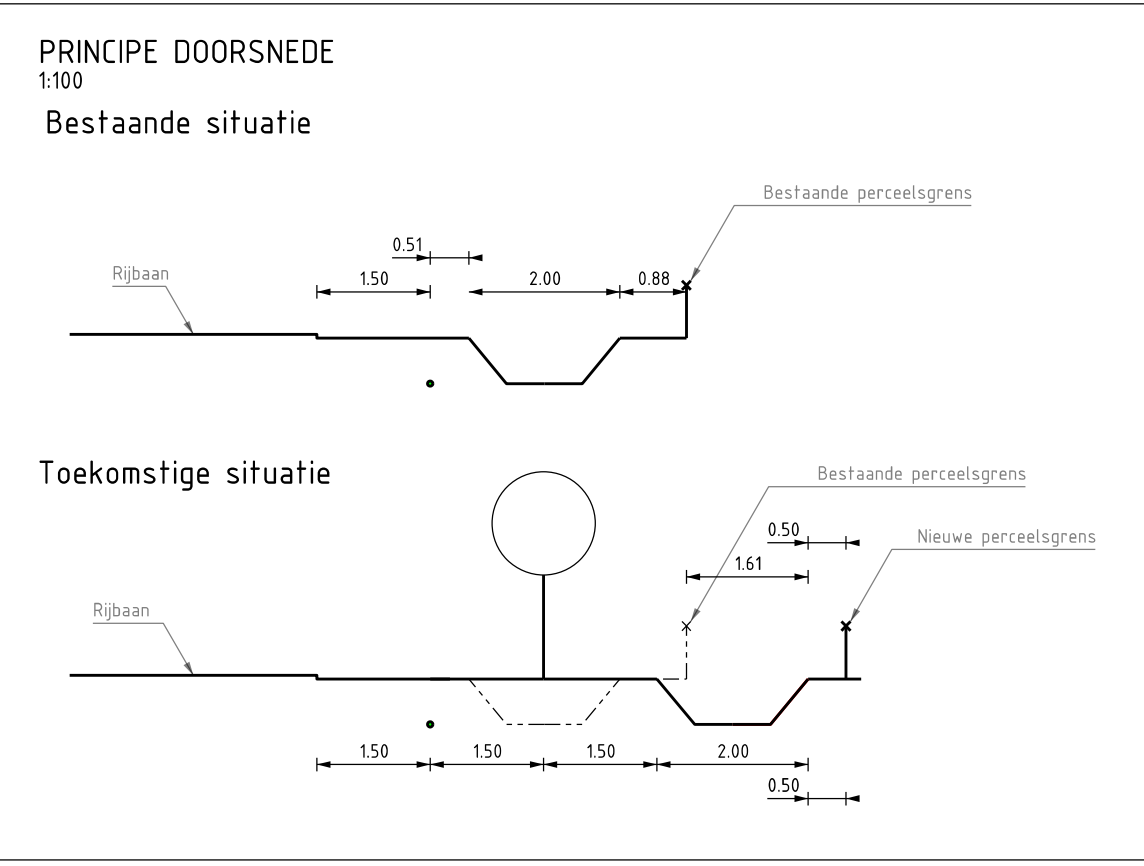 PRINCIPE DOORSNEDE
1:100
Bestaande situatie
Bestaande perceelsgrens
0.51
Rijbaan
1.50
2.00
0.88
Toekomstige situatie
Bestaande perceelsgrens
0.50
Nieuwe perceelsgrens
1.61
Rijbaan
1.50
1.50
1.50
2.00
0.50